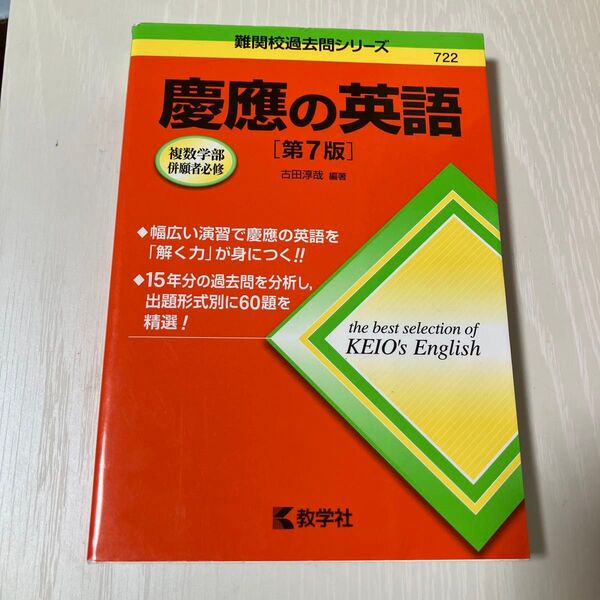 難関校過去問シリーズ
722
慶應の英語
[第7版]
複数学部
併願者必修
古田淳哉 編著
◆幅広い演習で慶應の英語を
「解く力」が身につく!!
◆15年分の過去問を分析し,
出題形式別に60題を
精選!
the best selection of
KEIO's English
教学社